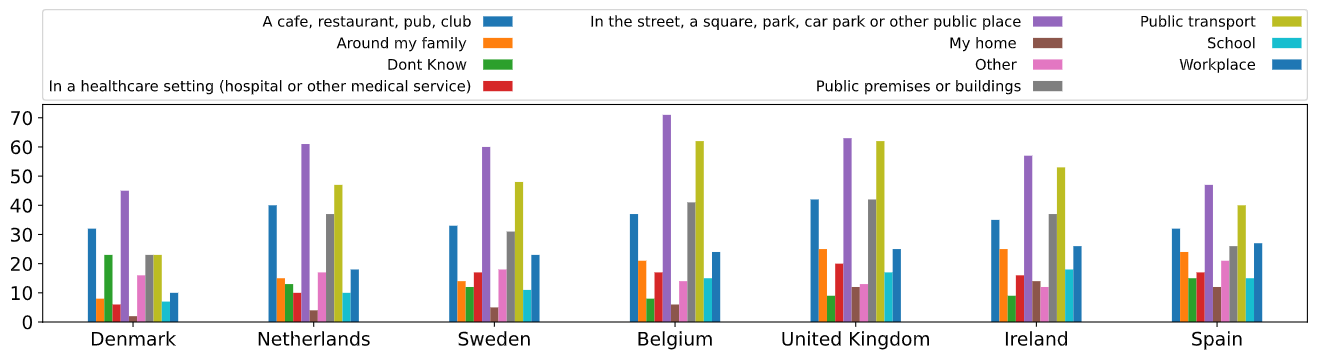 A cafe, restaurant, pub, club
Around my family
Dont Know
In a healthcare setting (hospital or other medical service)
In the street, a square, park, car park or other public place
My home
Other
Public premises or buildings
Public transport
School
Workplace
70
60
50
40
30
20
10
0
Denmark Netherlands Sweden Belgium United Kingdom Ireland Spain